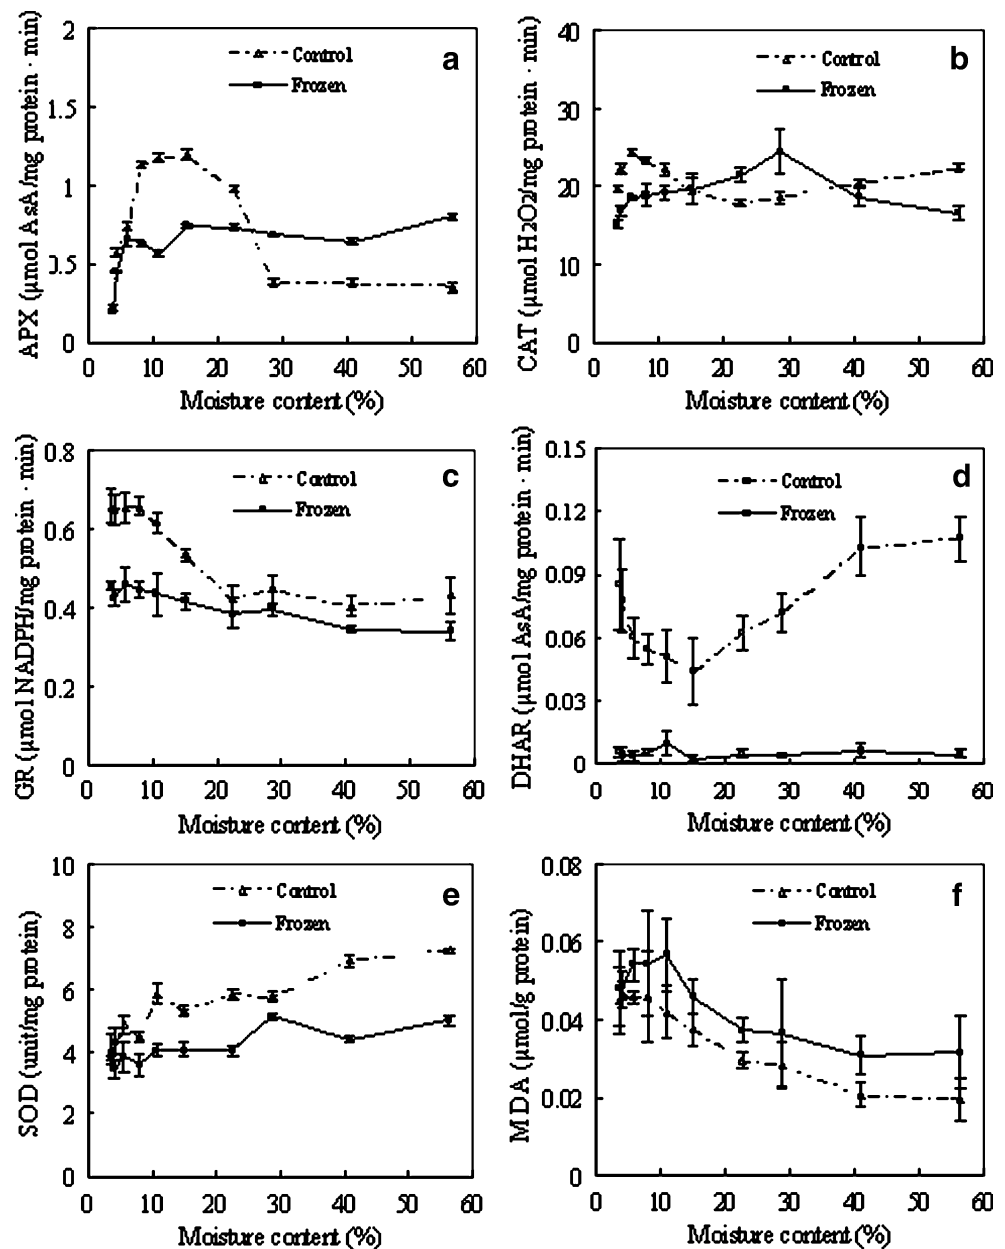 APX (μmol AsA/mg protein · min)
2
1.5
1
0.5
0
0 10 20 30 40 50 60
Moisture content (%)
Control
Frozen
a
CAT (μmol H2O2/mg protein · min)
40
30
20
10
0
0 10 20 30 40 50 60
Moisture content (%)
Control
Frozen
b
GR (μmol NADPH/mg protein · min)
0.8
0.6
0.4
0.2
0
0 10 20 30 40 50 60
Moisture content (%)
Control
Frozen
c
DHAR (μmol AsA/mg protein · min)
0.15
0.12
0.09
0.06
0.03
0
0 10 20 30 40 50 60
Moisture content (%)
Control
Frozen
d
SOD (unit/mg protein)
10
8
6
4
2
0
0 10 20 30 40 50 60
Moisture content (%)
Control
Frozen
e
MDA (μmol/g protein)
0.08
0.06
0.04
0.02
0
0 10 20 30 40 50 60
Moisture content (%)
Control
Frozen
f